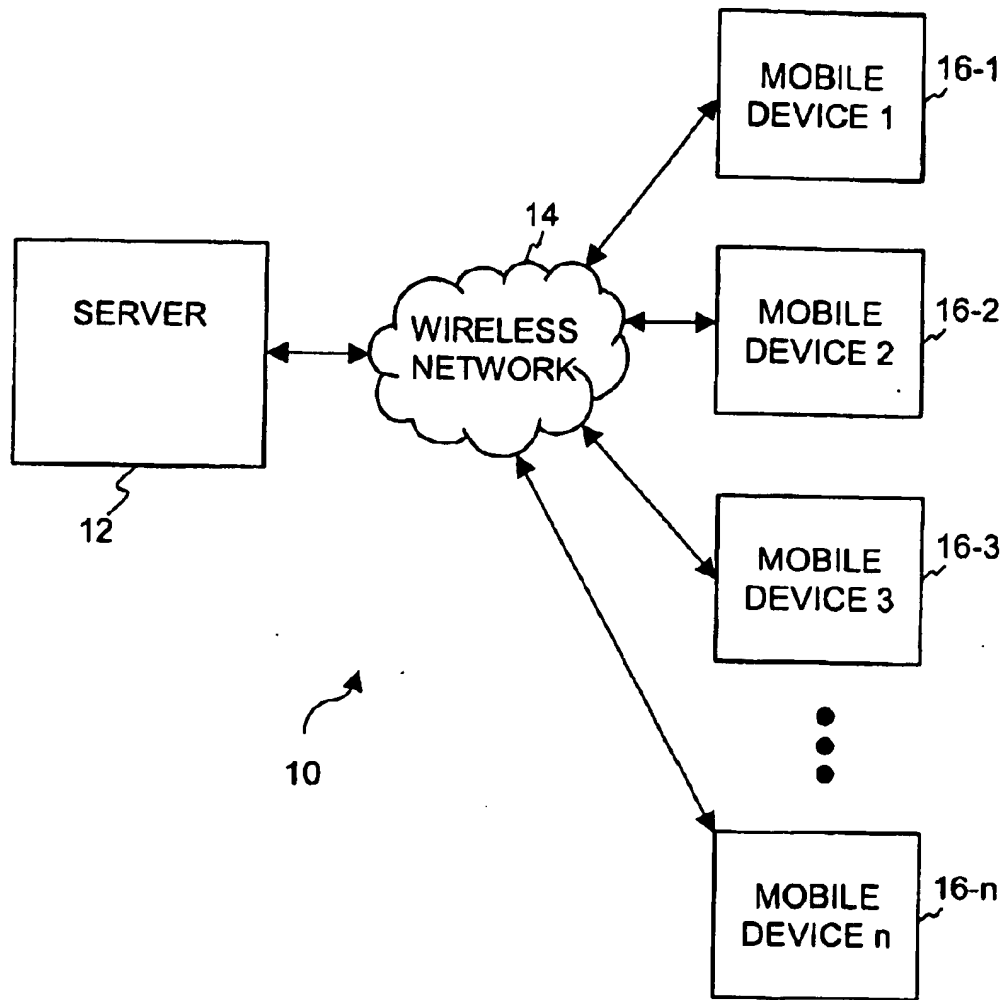 MOBILE
DEVICE 1
16-1
14
SERVER
WIRELESS
NETWORK
MOBILE
DEVICE 2
16-2
12
MOBILE
DEVICE 3
16-3
10
MOBILE
DEVICE n
16-n